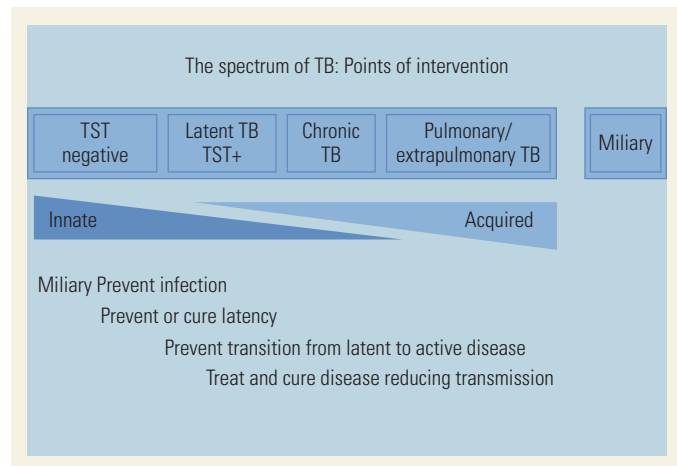 The spectrum of TB: Points of intervention
TST
negative
Latent TB
TST+
Chronic
TB
Pulmonary/
extrapulmonary TB
Miliary
Innate
Acquired
Miliary Prevent infection
Prevent or cure latency
Prevent transition from latent to active disease
Treat and cure disease reducing transmission